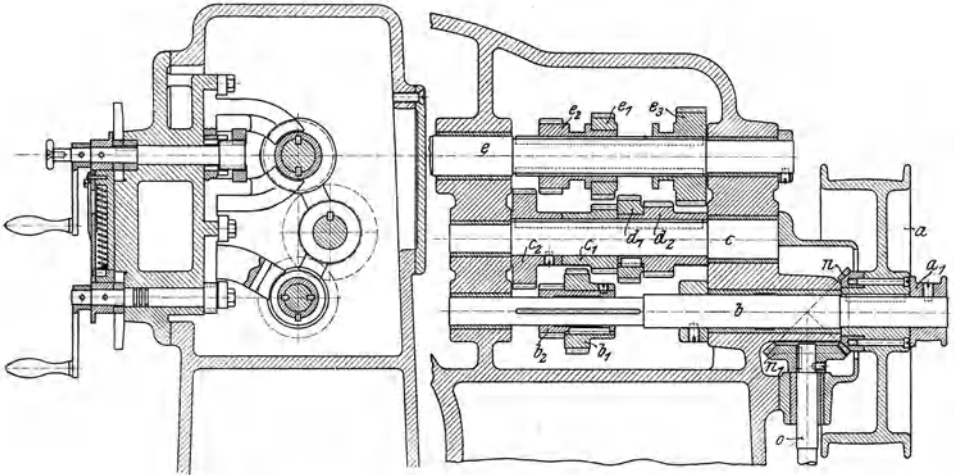 e₂
e₁
e₃
e
d₁
d₂
c
c₂
c₁
a
a₁
n
b
b₂
b₁
n₁
o